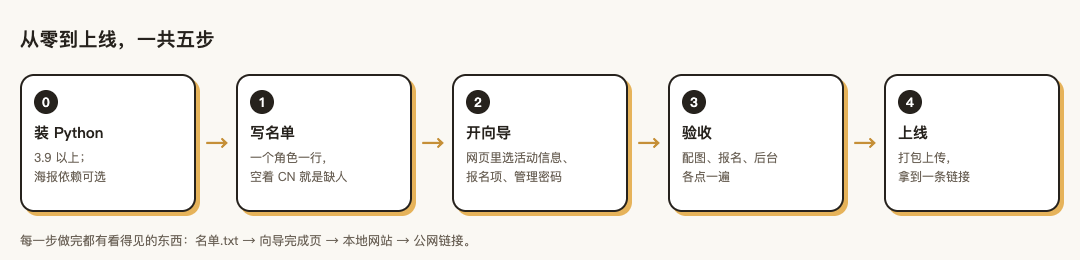 从零到上线，一共五步
0
装 Python
3.9 以上；
海报依赖可选
→
1
写名单
一个角色一行，
空着 CN 就是缺人
→
2
开向导
网页里选活动信息、
报名项、管理密码
→
3
验收
配图、报名、后台
各点一遍
→
4
上线
打包上传，
拿到一条链接
每一步做完都有看得见的东西：名单.txt → 向导完成页 → 本地网站 → 公网链接。